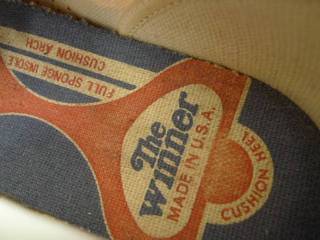 FULL SPONGE INSOLE
CUSHION ARCH
The
Winner
MADE IN U.S.A.
CUSHION HEEL